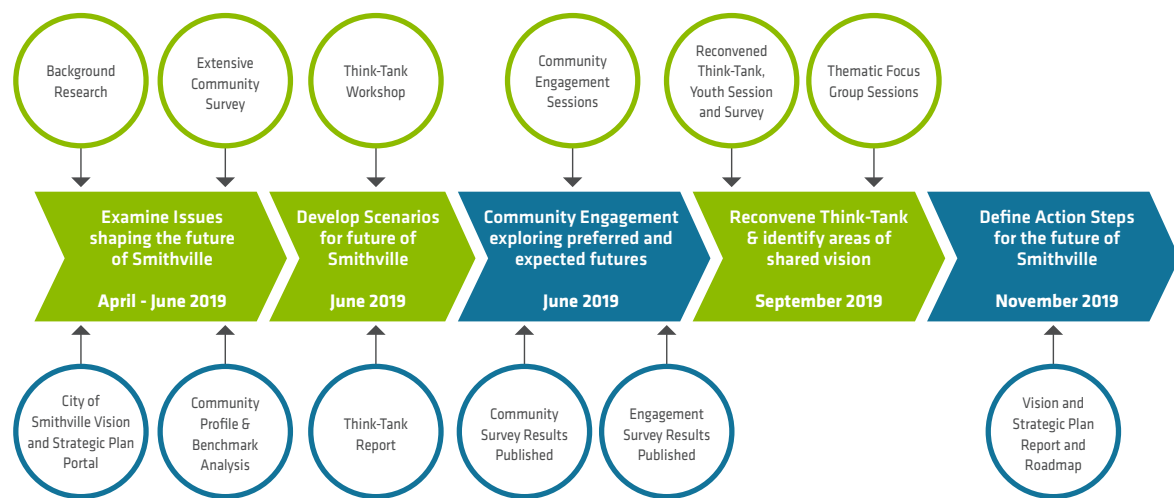 Background
Research
Extensive
Community
Survey
Think-Tank
Workshop
Community
Engagement
Sessions
Reconvened
Think-Tank,
Youth Session
and Survey
Thematic Focus
Group Sessions
Examine Issues
shaping the future
of Smithville
April - June 2019
Develop Scenarios
for future of
Smithville
June 2019
Community Engagement
exploring preferred and
expected futures
June 2019
Reconvene Think-Tank
& identify areas of
shared vision
September 2019
Define Action Steps
for the future of
Smithville
November 2019
City of
Smithville Vision
and Strategic Plan
Portal
Community
Profile &
Benchmark
Analysis
Think-Tank
Report
Community
Survey Results
Published
Engagement
Survey Results
Published
Vision and
Strategic Plan
Report and
Roadmap